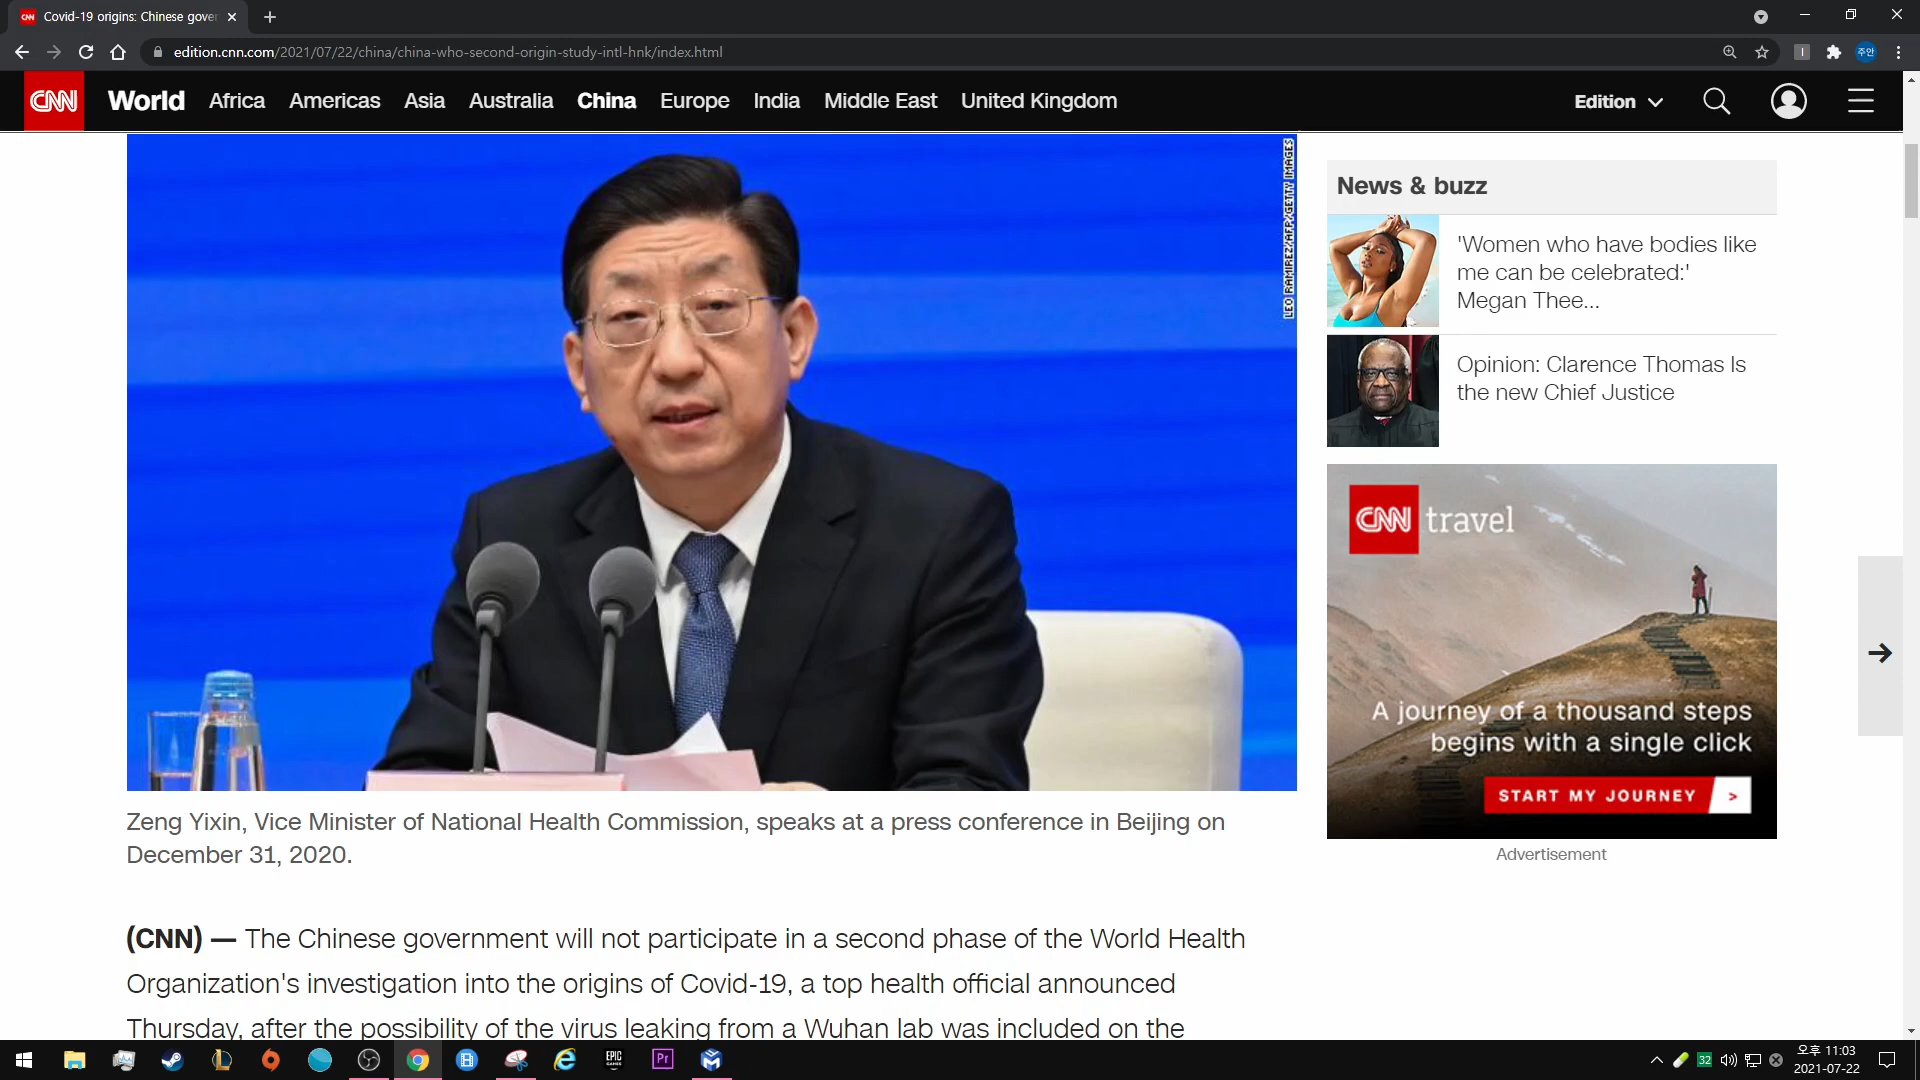 Covid-19 origins: Chinese gover
edition.cnn.com/2021/07/22/china/china-who-second-origin-study-intl-hnk/index.html
주안
CNN World Africa Americas Asia Australia China Europe India Middle East United Kingdom Edition
LEO RAMIREZ/AFP/GETTY IMAGES
Zeng Yixin, Vice Minister of National Health Commission, speaks at a press conference in Beijing on
December 31, 2020.
(CNN) — The Chinese government will not participate in a second phase of the World Health
Organization's investigation into the origins of Covid-19, a top health official announced
Thursday, after the possibility of the virus leaking from a Wuhan lab was included on the
News & buzz
'Women who have bodies like
me can be celebrated:'
Megan Thee...
Opinion: Clarence Thomas Is
the new Chief Justice
CNN travel
A journey of a thousand steps
begins with a single click
START MY JOURNEY >
Advertisement
EPIC
GAMES
Pr
32
오후 11:03
2021-07-22